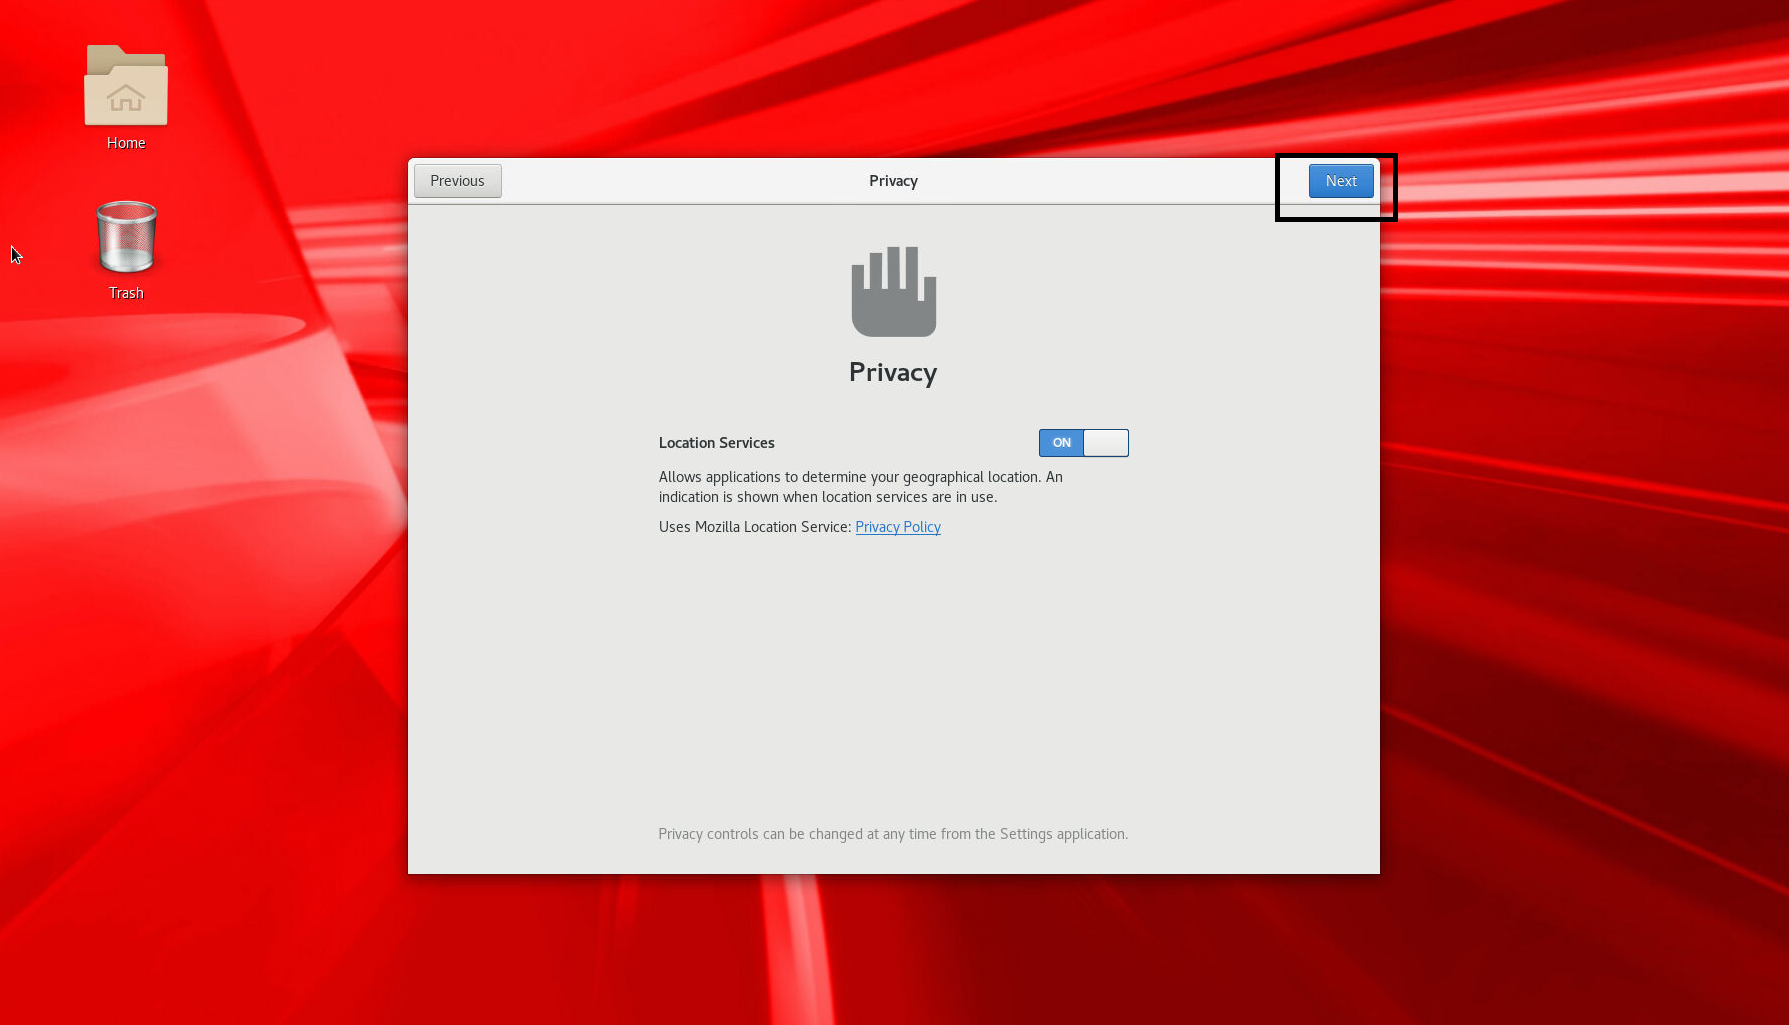 Home
Trash
Previous
Privacy
Next
Privacy
Location Services
ON
Allows applications to determine your geographical location. An
indication is shown when location services are in use.
Uses Mozilla Location Service: Privacy Policy
Privacy controls can be changed at any time from the Settings application.